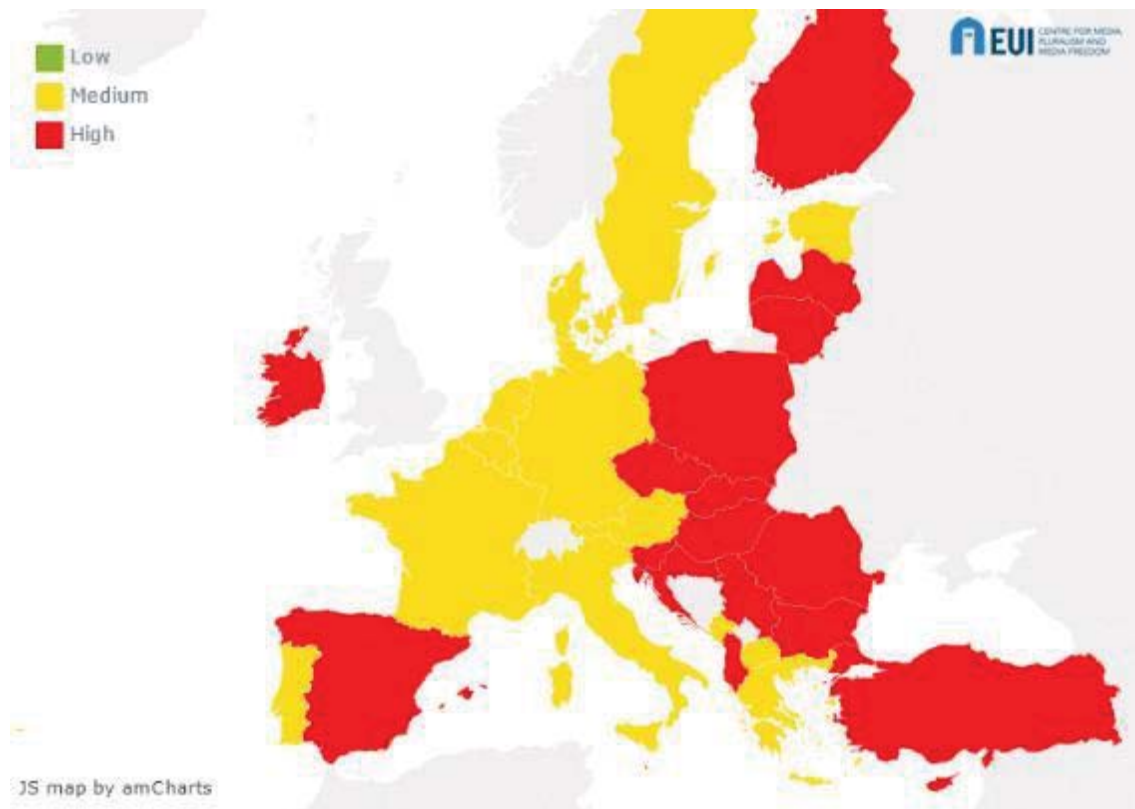 Low
Medium
High
EUI
CENTRE FOR MEDIA
PLURALISM AND
MEDIA FREEDOM
JS map by amCharts